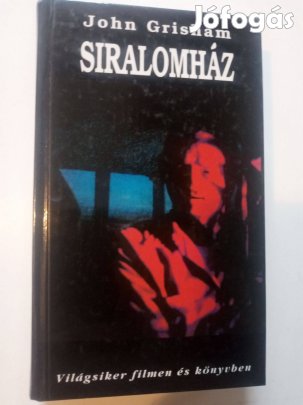 Jófogás
John Grisham
SIRALOMHÁZ
Világsiker filmen és könyvben